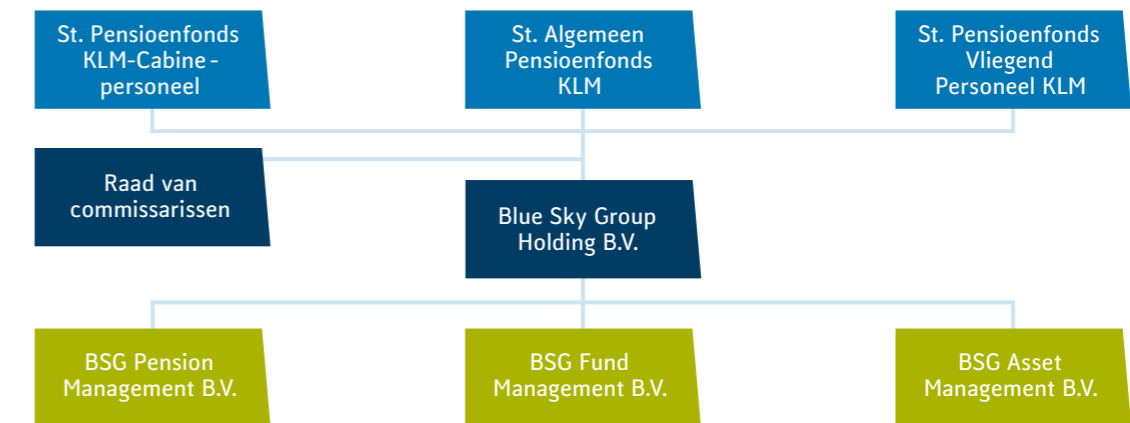 St. Pensioenfonds
KLM-Cabine-
personeel
St. Algemeen
Pensioenfonds
KLM
St. Pensioenfonds
Vliegend
Personeel KLM
Raad van
commissarissen
Blue Sky Group
Holding B.V.
BSG Pension
Management B.V.
BSG Fund
Management B.V.
BSG Asset
Management B.V.